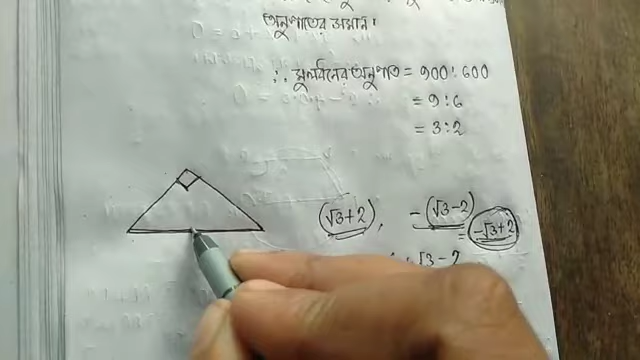 অনুপাতের সমান।
∴ মূলধনের অনুপাত = 900 : 600
= 9 : 6
= 3 : 2
(√3+2), -(√3-2)
= -√3+2
√3-2